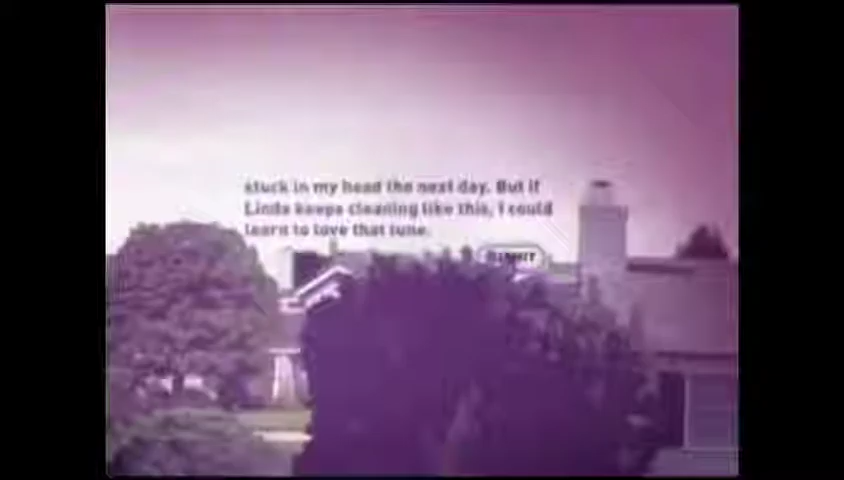 stuck in my head the next day. But if
Linda keeps cleaning like this, I could
learn to love that tune.